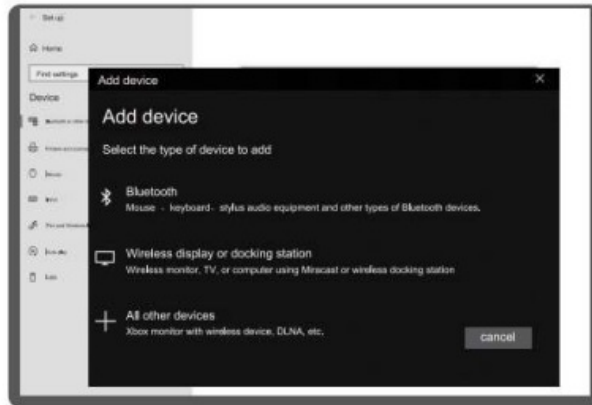 Set up
Home
Find settings
Device
Add device
Add device
Select the type of device to add
Bluetooth
Mouse - keyboard- stylus audio equipment and other types of Bluetooth devices.
Wireless display or docking station
Wireless monitor, TV, or computer using Miracast or wireless docking station
All other devices
Xbox monitor with wireless device, DLNA, etc.
cancel